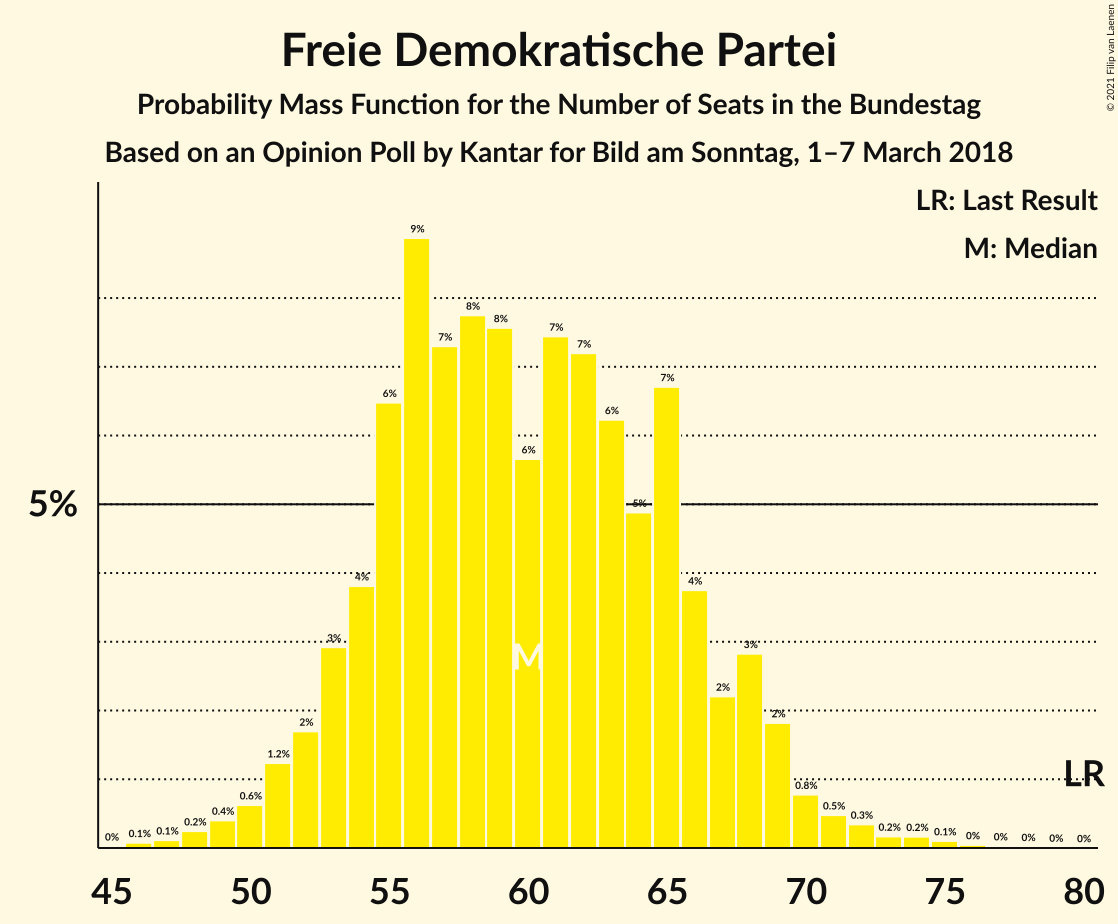 Freie Demokratische Partei
Probability Mass Function for the Number of Seats in the Bundestag
Based on an Opinion Poll by Kantar for Bild am Sonntag, 1–7 March 2018
© 2021 Filip van Laenen
LR: Last Result
M: Median
5%
0% 0.1% 0.1% 0.2% 0.4% 0.6% 1.2% 2% 3% 4% 6% 9% 7% 8% 8% 6% 7% 7% 6% 5% 7% 4% 2% 3% 2% 0.8% 0.5% 0.3% 0.2% 0.2% 0.1% 0% 0% 0% 0% 0%
M
LR
45 50 55 60 65 70 75 80